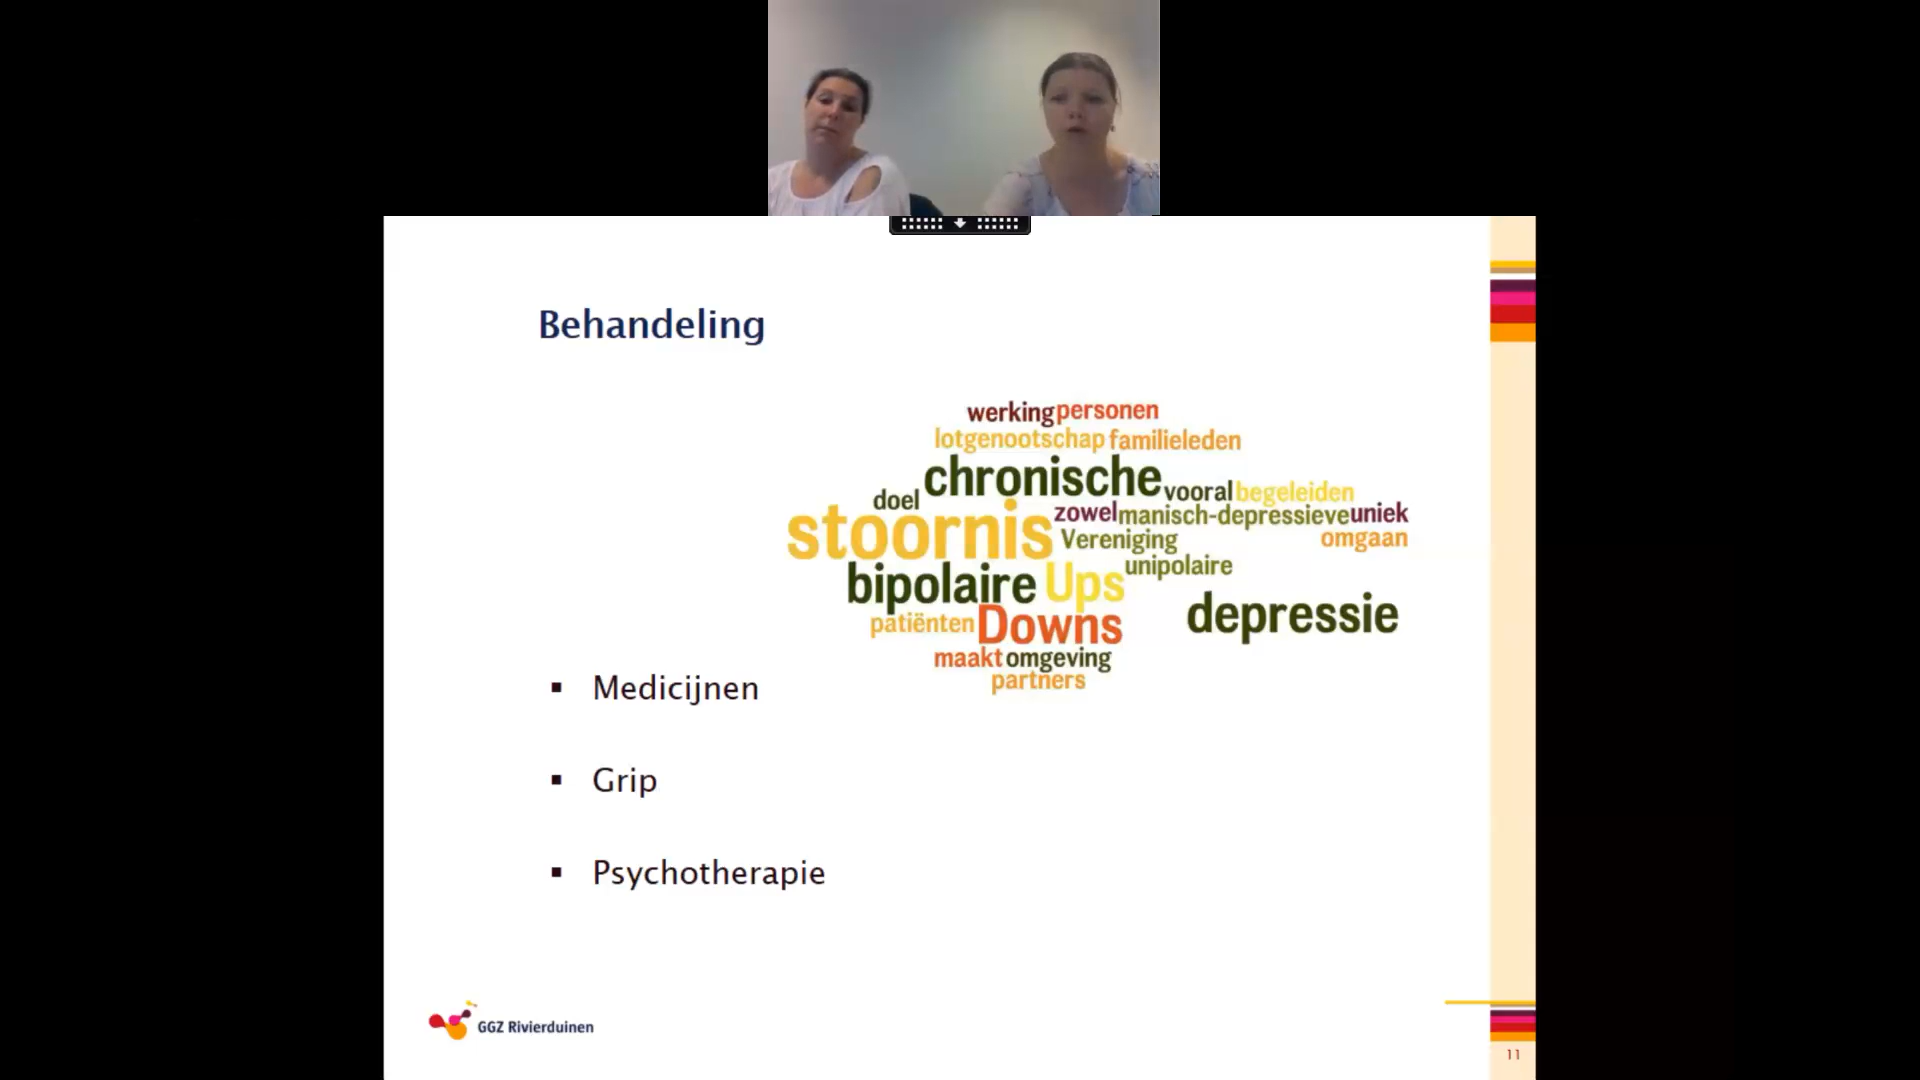 Behandeling
werking personen
lotgenootschap familieleden
chronische
doel
vooral begeleiden
stoornis
zowel manisch-depressieve uniek
Vereniging
omgaan
bipolaire Ups
unipolaire
patiënten Downs
depressie
maakt omgeving
partners
▪ Medicijnen
▪ Grip
▪ Psychotherapie
GGZ Rivierduinen
11